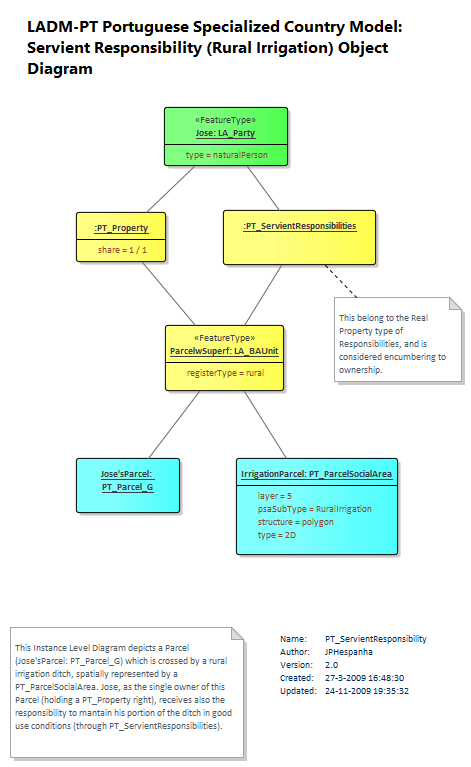 LADM-PT Portuguese Specialized Country Model:
Servient Responsibility (Rural Irrigation) Object
Diagram
«FeatureType»
Jose: LA_Party
type = naturalPerson
:PT_Property
share = 1 / 1
:PT_ServientResponsibilities
This belong to the Real
Property type of
Responsibilities, and is
considered encumbering to
ownership.
«FeatureType»
ParcelwSuperf: LA_BAUnit
registerType = rural
Jose'sParcel:
PT_Parcel_G
IrrigationParcel: PT_ParcelSocialArea
layer = 5
psaSubType = RuralIrrigation
structure = polygon
type = 2D
This Instance Level Diagram depicts a Parcel
(Jose'sParcel: PT_Parcel_G) which is crossed by a rural
irrigation ditch, spatially represented by a
PT_ParcelSocialArea. Jose, as the single owner of this
Parcel (holding a PT_Property right), receives also the
responsibility to mantain his portion of the ditch in good
use conditions (through PT_ServientResponsibilities).
Name: PT_ServientResponsibility
Author: JPHespanha
Version: 2.0
Created: 27-3-2009 16:48:30
Updated: 24-11-2009 19:35:32